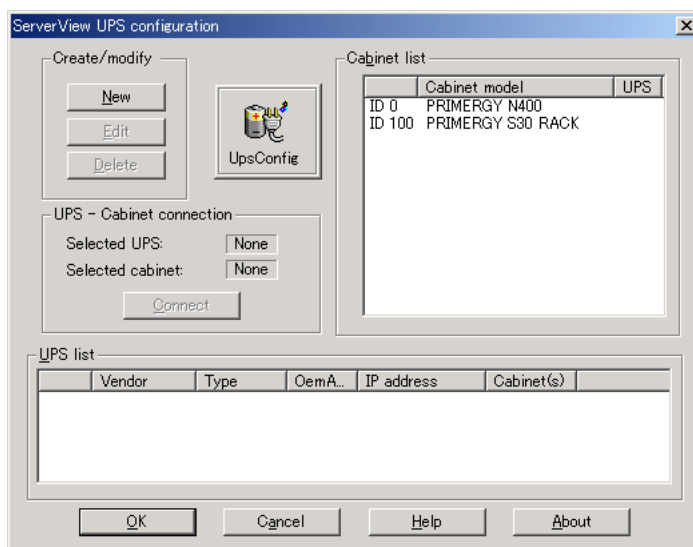 ServerView UPS configuration
Create/modify
New
Edit
Delete
UpsConfig
Cabinet list
Cabinet model UPS
ID 0 PRIMERGY N400
ID 100 PRIMERGY S30 RACK
UPS - Cabinet connection
Selected UPS: None
Selected cabinet: None
Connect
UPS list
Vendor Type OemA... IP address Cabinet(s)
OK Cancel Help About